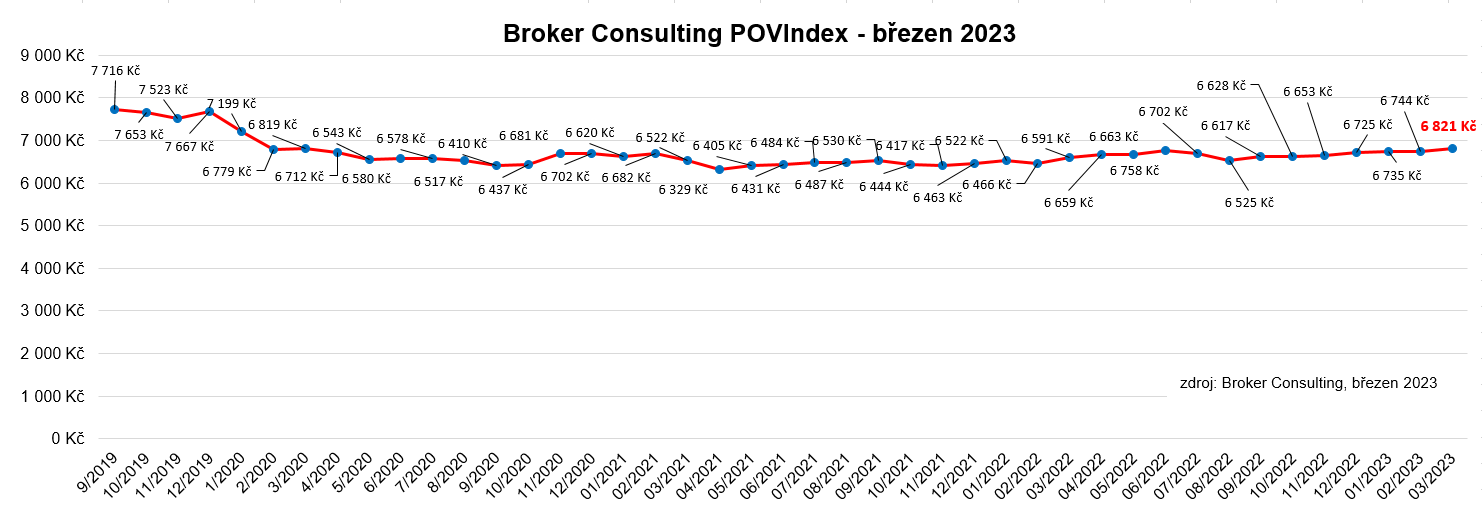 Broker Consulting POVIndex - březen 2023
9 000 Kč
8 000 Kč
7 000 Kč
6 000 Kč
5 000 Kč
4 000 Kč
3 000 Kč
2 000 Kč
1 000 Kč
0 Kč
7 716 Kč
7 653 Kč
7 523 Kč
7 667 Kč
7 199 Kč
6 779 Kč
6 819 Kč
6 712 Kč
6 543 Kč
6 580 Kč
6 578 Kč
6 517 Kč
6 410 Kč
6 437 Kč
6 681 Kč
6 702 Kč
6 620 Kč
6 682 Kč
6 522 Kč
6 329 Kč
6 405 Kč
6 431 Kč
6 484 Kč
6 487 Kč
6 530 Kč
6 444 Kč
6 417 Kč
6 463 Kč
6 522 Kč
6 466 Kč
6 591 Kč
6 659 Kč
6 663 Kč
6 758 Kč
6 702 Kč
6 525 Kč
6 617 Kč
6 628 Kč
6 653 Kč
6 725 Kč
6 735 Kč
6 744 Kč
6 821 Kč
zdroj: Broker Consulting, březen 2023
9/2019
10/2019
11/2019
12/2019
1/2020
2/2020
3/2020
4/2020
5/2020
6/2020
7/2020
8/2020
9/2020
10/2020
11/2020
12/2020
01/2021
02/2021
03/2021
04/2021
05/2021
06/2021
07/2021
08/2021
09/2021
10/2021
11/2021
12/2021
01/2022
02/2022
03/2022
04/2022
05/2022
06/2022
07/2022
08/2022
09/2022
10/2022
11/2022
12/2022
01/2023
02/2023
03/2023